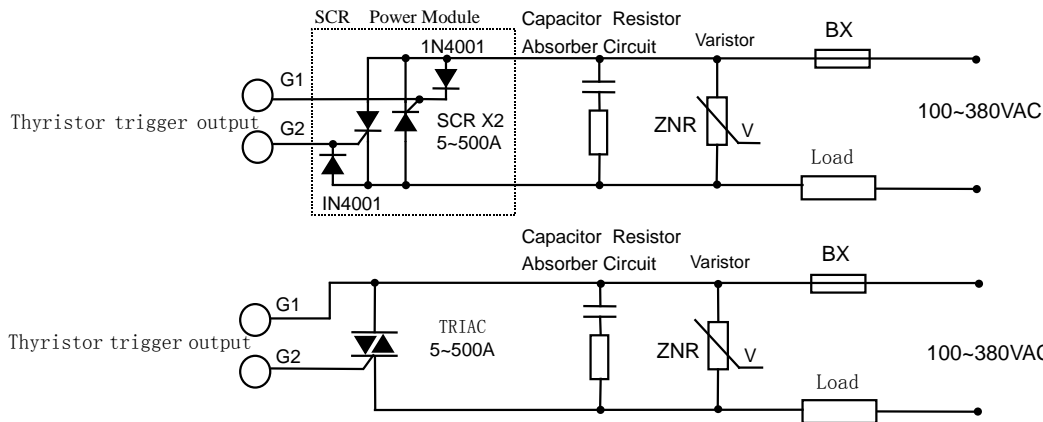 SCR Power Module
Capacitor Resistor
Absorber Circuit
Varistor
BX
1N4001
G1
Thyristor trigger output
G2
SCR X2
5~500A
ZNR
V
100~380VAC
Load
IN4001
Capacitor Resistor
Absorber Circuit
Varistor
BX
G1
Thyristor trigger output
G2
TRIAC
5~500A
ZNR
V
100~380VAC
Load